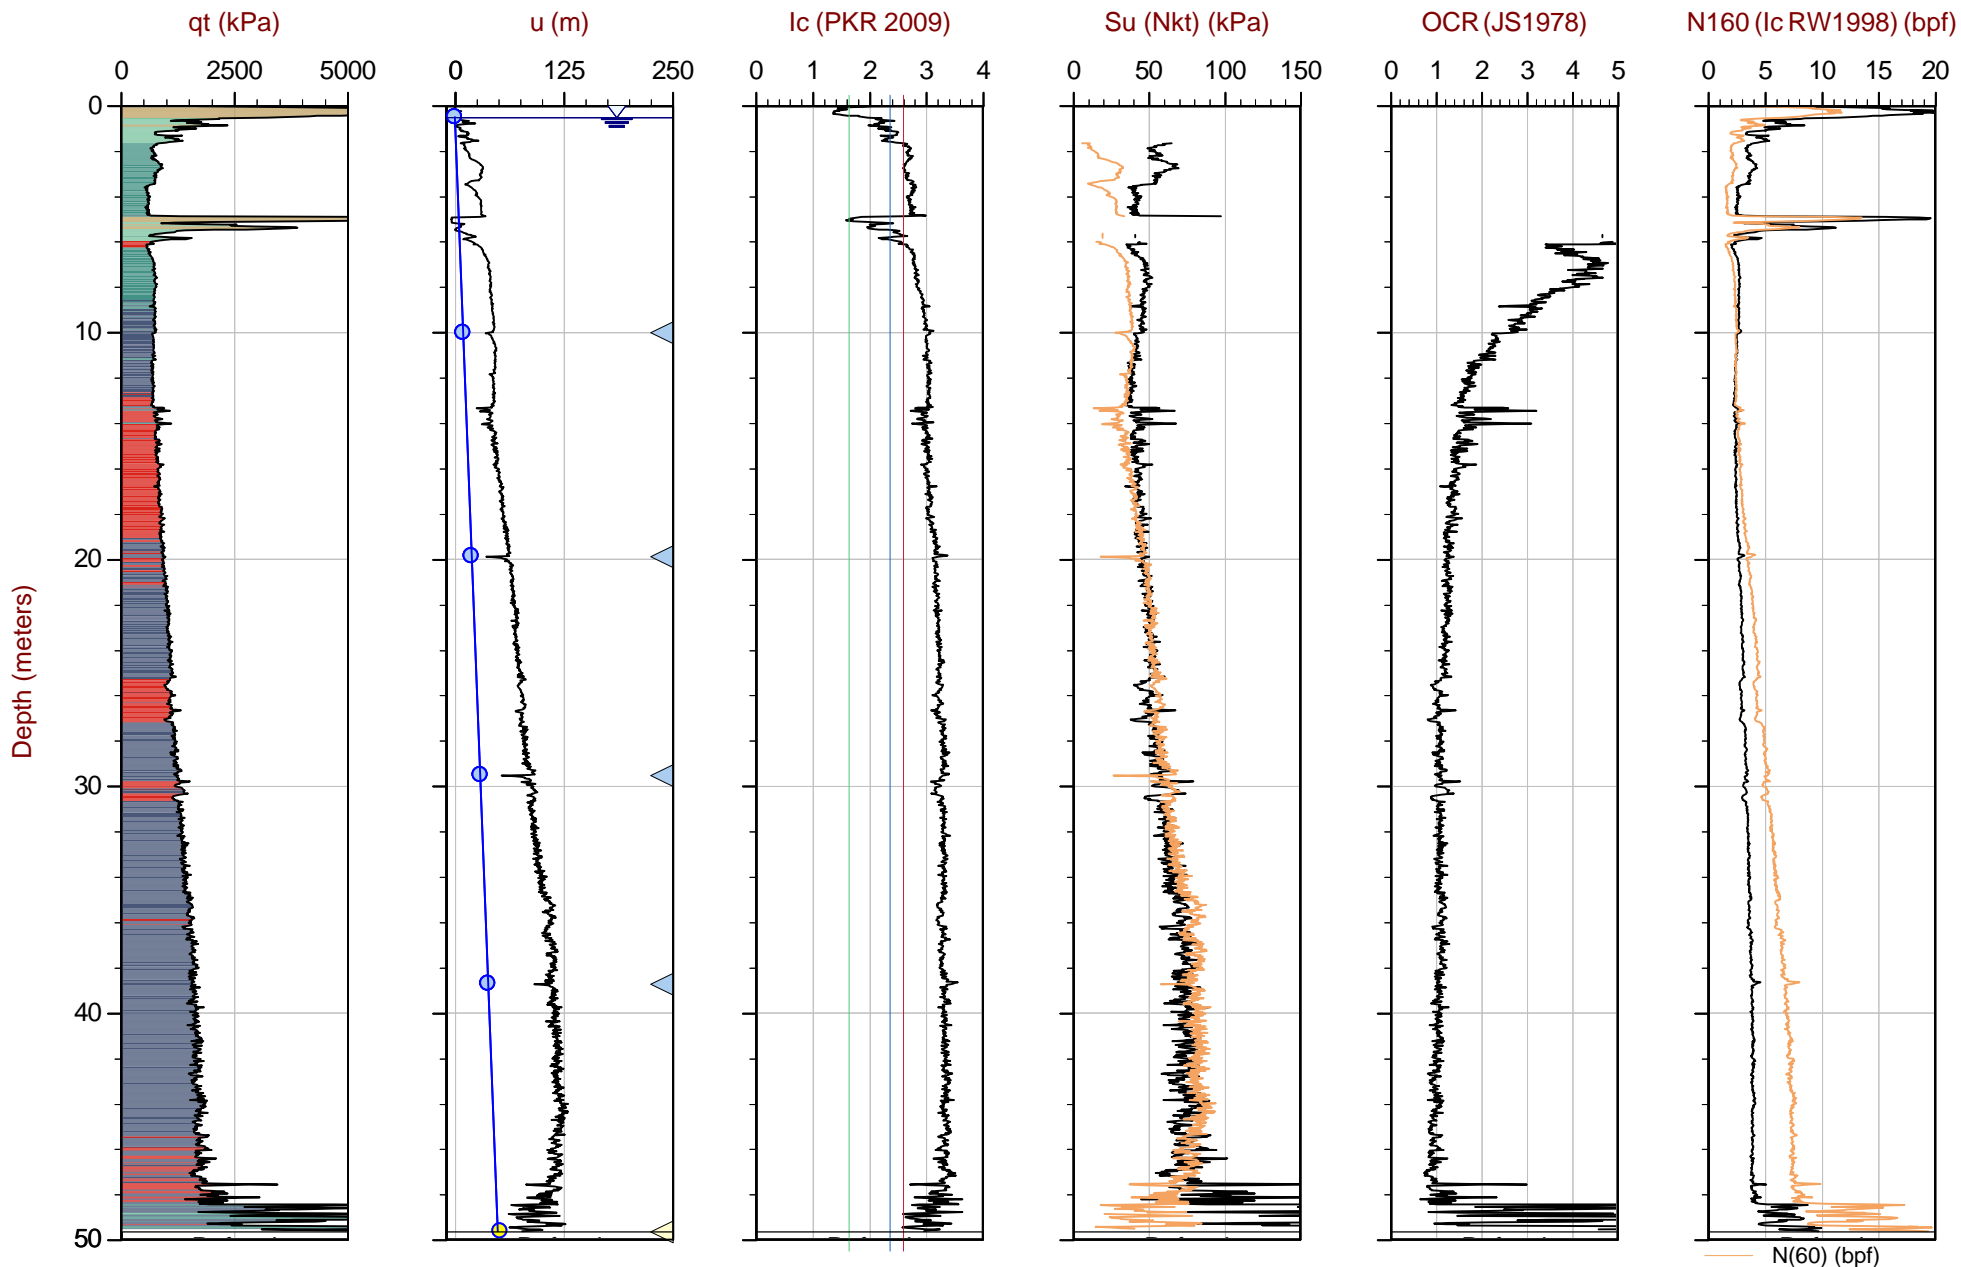 qt (kPa) u (m) Ic (PKR 2009) Su (Nkt) (kPa) OCR (JS1978) N160 (Ic RW1998) (bpf)
0 2500 5000 0 125 250 0 1 2 3 4 0 50 100 150 0 1 2 3 4 5 0 5 10 15 20
0
10
20
30
40
50
Depth (meters)
N(60) (bpf)